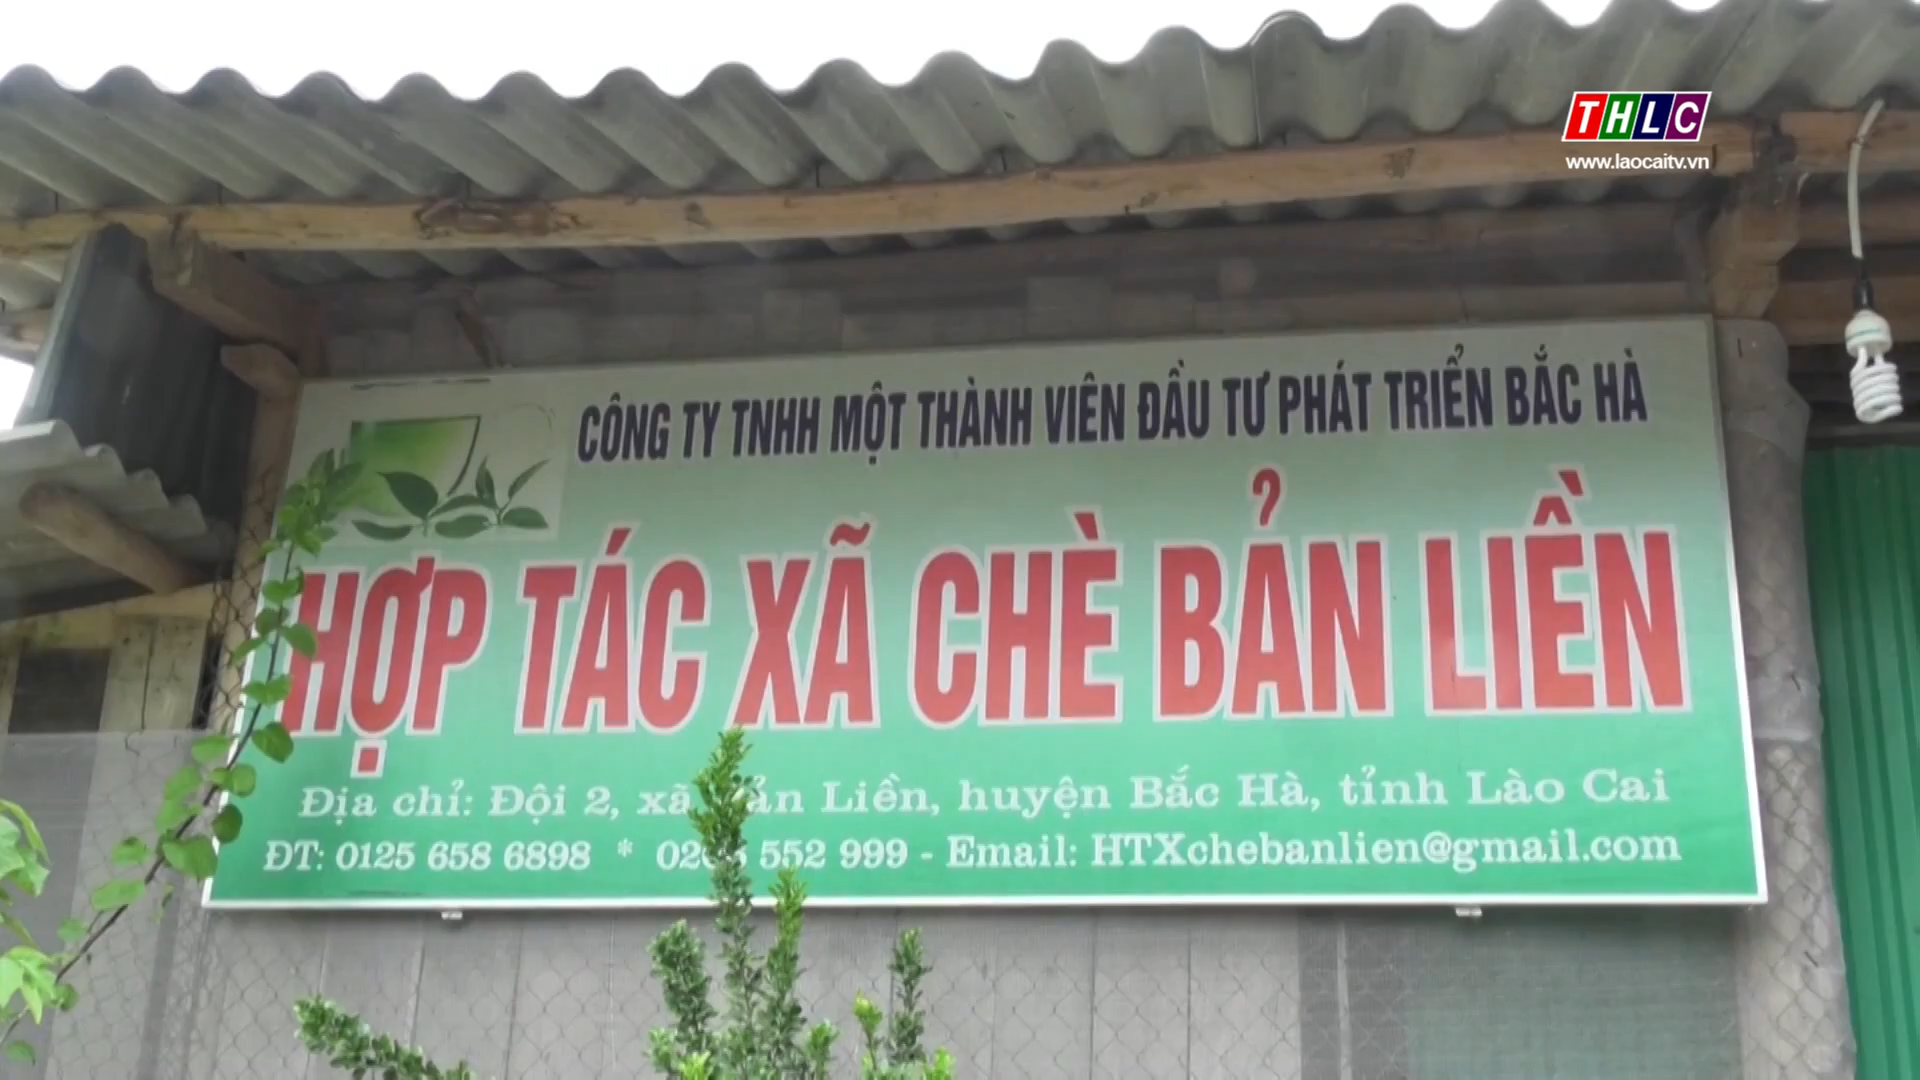 THLC
www.laocaitv.vn
CÔNG TY TNHH MỘT THÀNH VIÊN ĐẦU TƯ PHÁT TRIỂN BẮC HÀ
HỢP TÁC XÃ CHÈ BẢN LIỀN
Địa chỉ: Đội 2, xã Liền, huyện Bắc Hà, tỉnh Lào Cai
ĐT: 0125 658 6898 * 552 999 - Email: HTXchebanlien@gmail.com